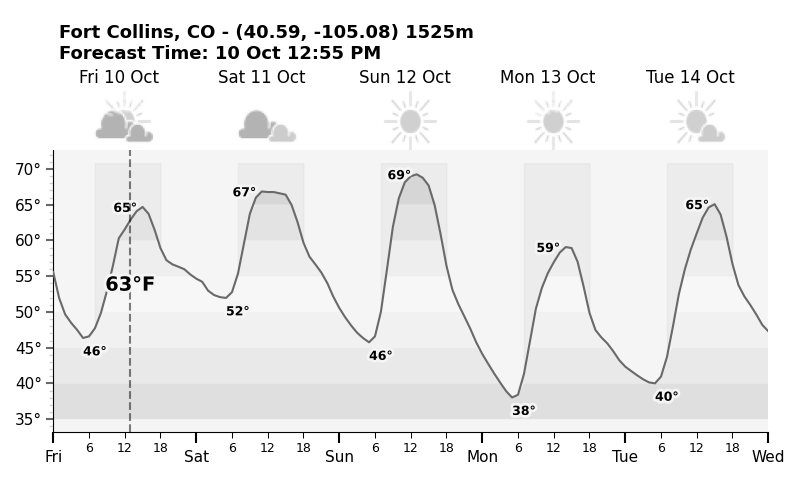 Fort Collins, CO - (40.59, -105.08) 1525m
Forecast Time: 10 Oct 12:55 PM
Fri 10 Oct Sat 11 Oct Sun 12 Oct Mon 13 Oct Tue 14 Oct
70°
65°
60°
55°
50°
45°
40°
35°
65° 67° 69° 59° 65°
63°F
46° 52° 46° 38° 40°
6 12 18 6 12 18 6 12 18 6 12 18 6 12 18
Fri Sat Sun Mon Tue Wed